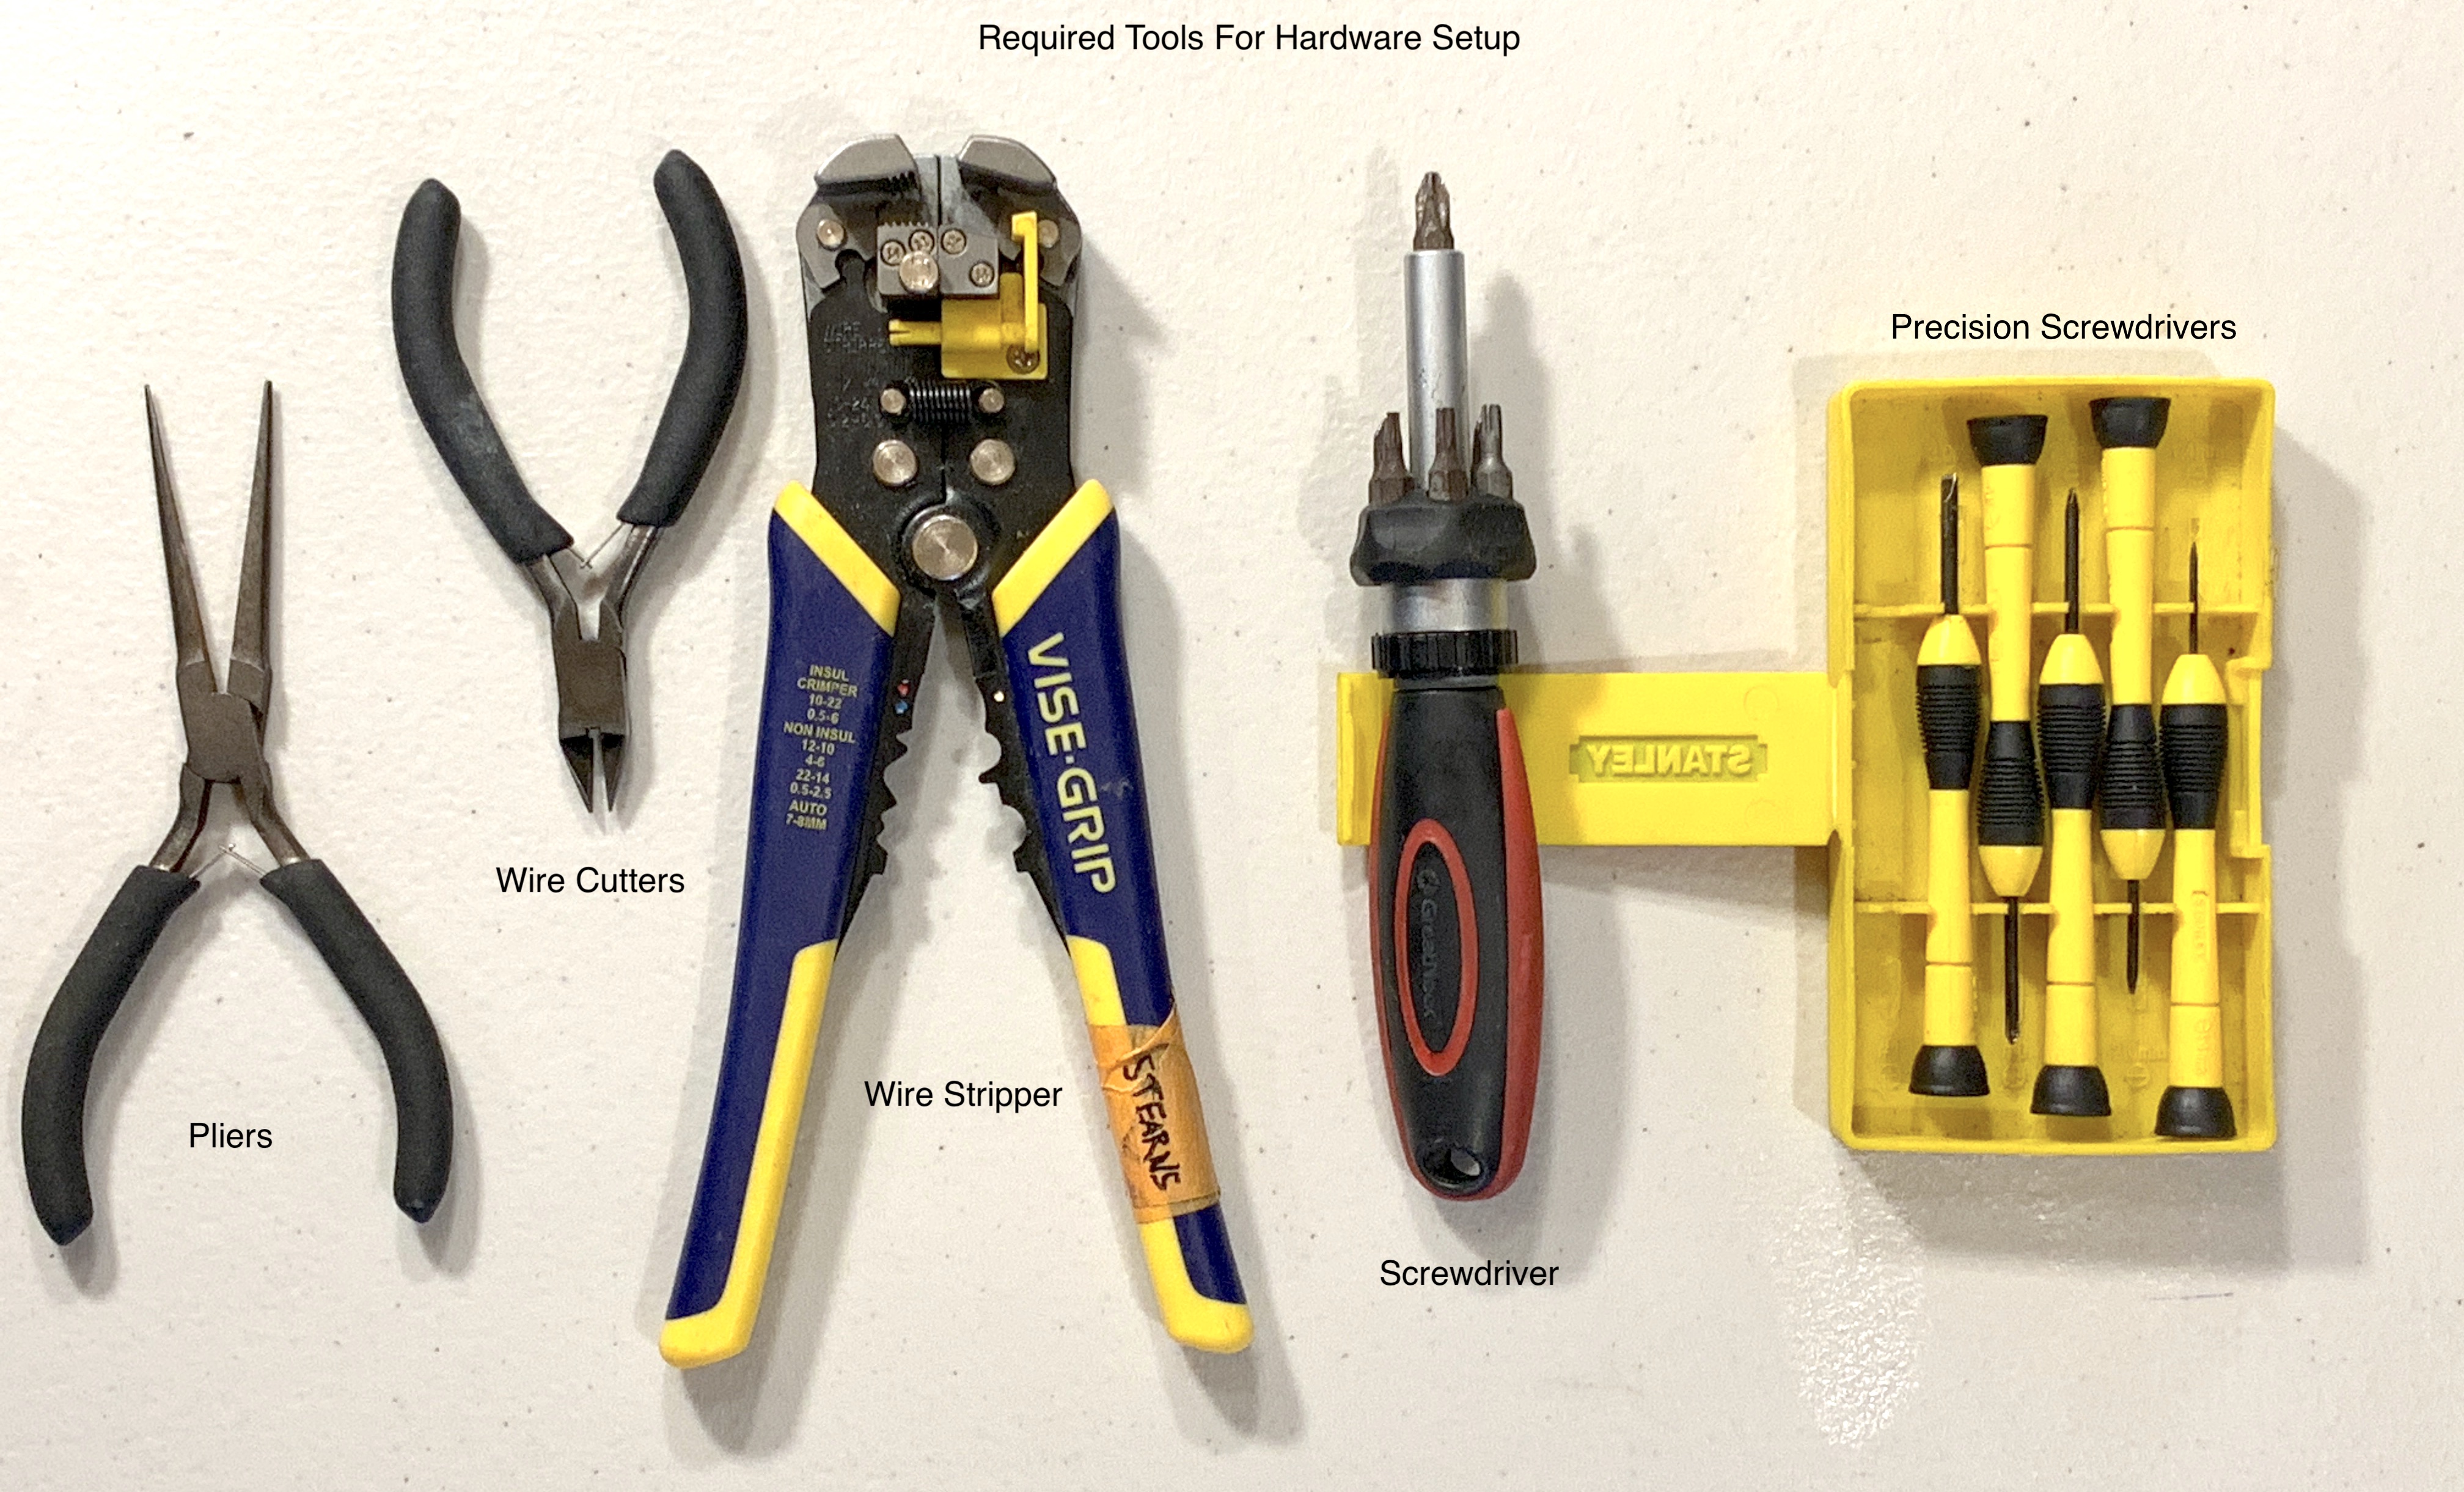 Required Tools For Hardware Setup
Precision Screwdrivers
INSUL
CRIMPER
10-22
0.5-6
NON INSUL
12-10
4-6
22-14
0.5-2.5
AUTO
7-8MM
VISE-GRIP
STANLEY
Wire Cutters
Wire Stripper
STEARNS
Pliers
Screwdriver